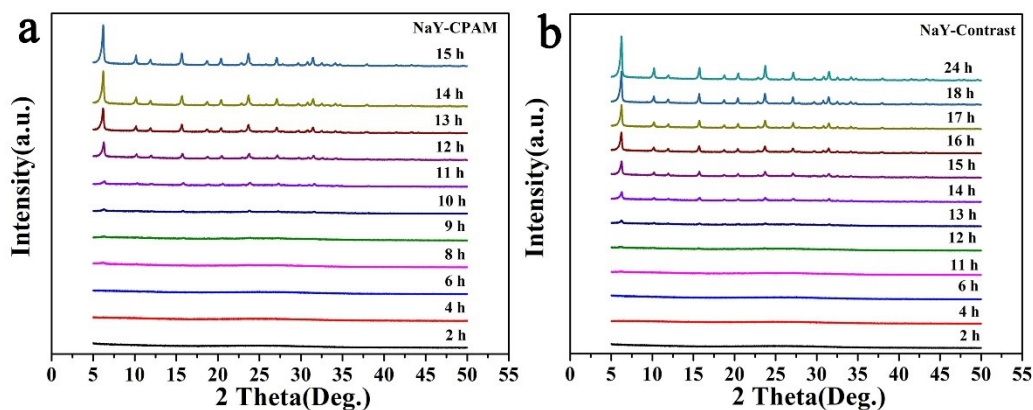 a
NaY-CPAM
15 h
14 h
13 h
12 h
11 h
10 h
9 h
8 h
6 h
4 h
2 h
Intensity(a.u.)
0 5 10 15 20 25 30 35 40 45 50 55
2 Theta(Deg.)
b
NaY-Contrast
24 h
18 h
17 h
16 h
15 h
14 h
13 h
12 h
11 h
6 h
4 h
2 h
Intensity(a.u.)
0 5 10 15 20 25 30 35 40 45 50 55
2 Theta(Deg.)